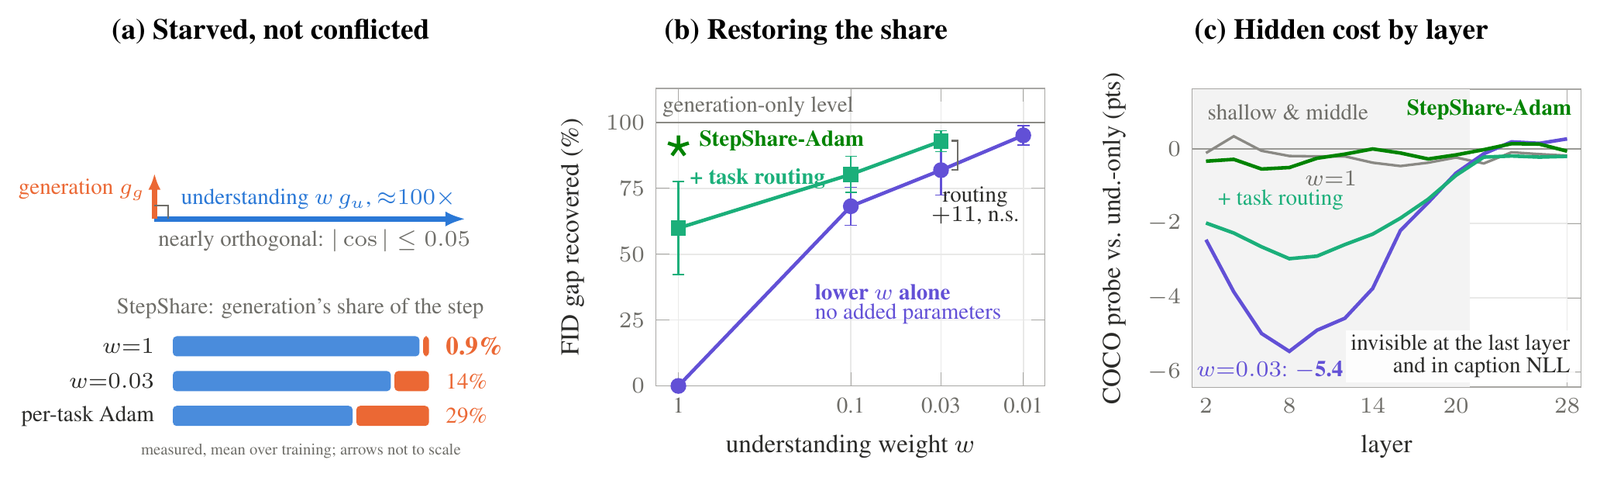 (a) Starved, not conflicted
generation g_g
understanding w g_u, ≈100×
nearly orthogonal: | cos | ≤ 0.05
StepShare: generation's share of the step
w=1
0.9%
w=0.03
14%
per-task Adam
29%
measured, mean over training; arrows not to scale
(b) Restoring the share
FID gap recovered (%)
generation-only level
100
75
50
25
0
StepShare-Adam
+ task routing
routing
+11, n.s.
lower w alone
no added parameters
1
0.1
0.03
0.01
understanding weight w
(c) Hidden cost by layer
COCO probe vs. und.-only (pts)
0
−2
−4
−6
shallow & middle
StepShare-Adam
w=1
+ task routing
invisible at the last layer
and in caption NLL
w=0.03: −5.4
2
8
14
20
28
layer